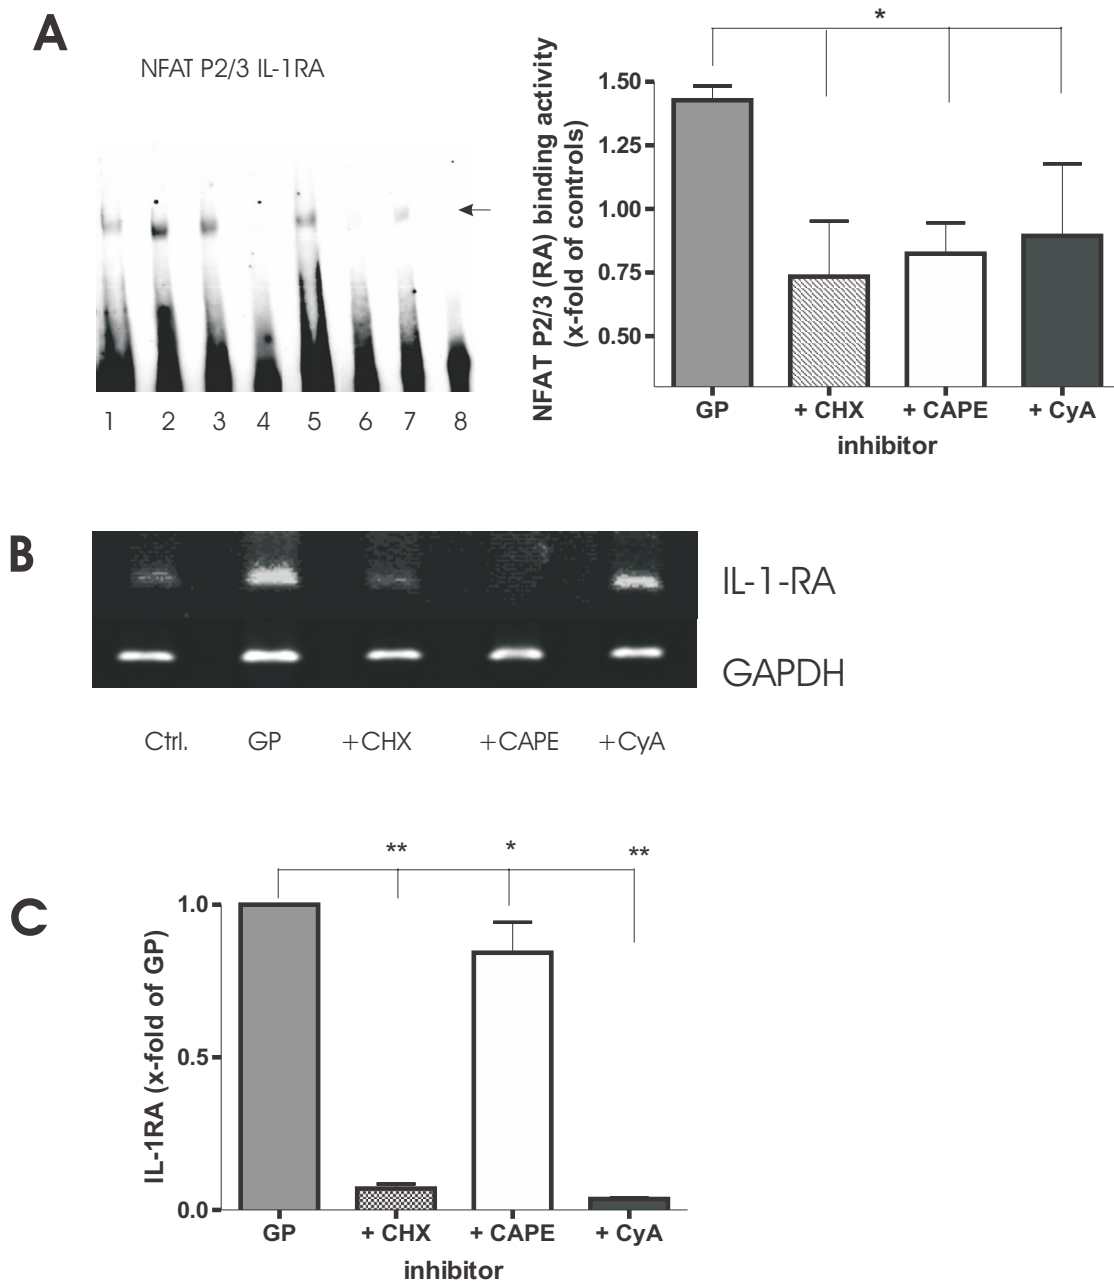 A
NFAT P2/3 IL-1RA
1 2 3 4 5 6 7 8
*
NFAT P2/3 (RA) binding activity
(x-fold of controls)
1.50
1.25
1.00
0.75
0.50
GP + CHX + CAPE + CyA
inhibitor
B
IL-1-RA
GAPDH
Ctrl. GP +CHX +CAPE +CyA
C
** * **
IL-1RA (x-fold of GP)
1.0
0.5
0.0
GP + CHX + CAPE + CyA
inhibitor